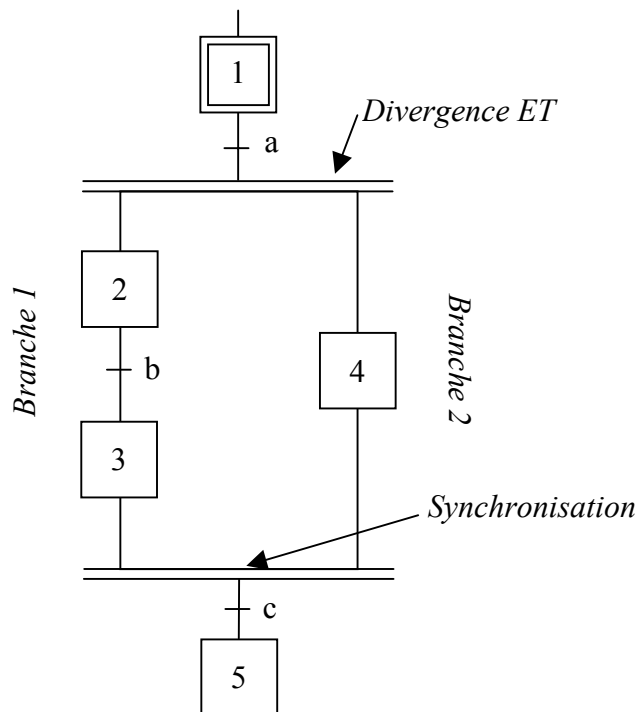 1
a
Divergence ET
2
Branche 1
Branche 2
b
4
3
Synchronisation
c
5